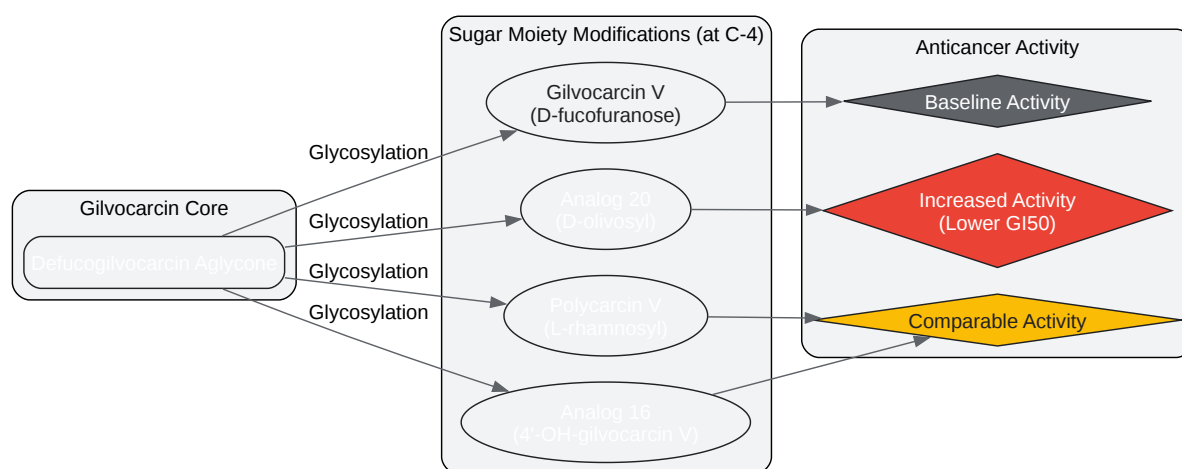 Sugar Moiety Modifications (at C-4)
Anticancer Activity
Gilvocarcin Core
Defucogilvocarcin Aglycone
Glycosylation
Glycosylation
Glycosylation
Glycosylation
Gilvocarcin V
(D-fucofuranose)
Analog 20
(D-olivosyl)
Polycarcin V
(L-rhamnosyl)
Analog 16
(4'-OH-gilvocarcin V)
Baseline Activity
Increased Activity
(Lower GI50)
Comparable Activity